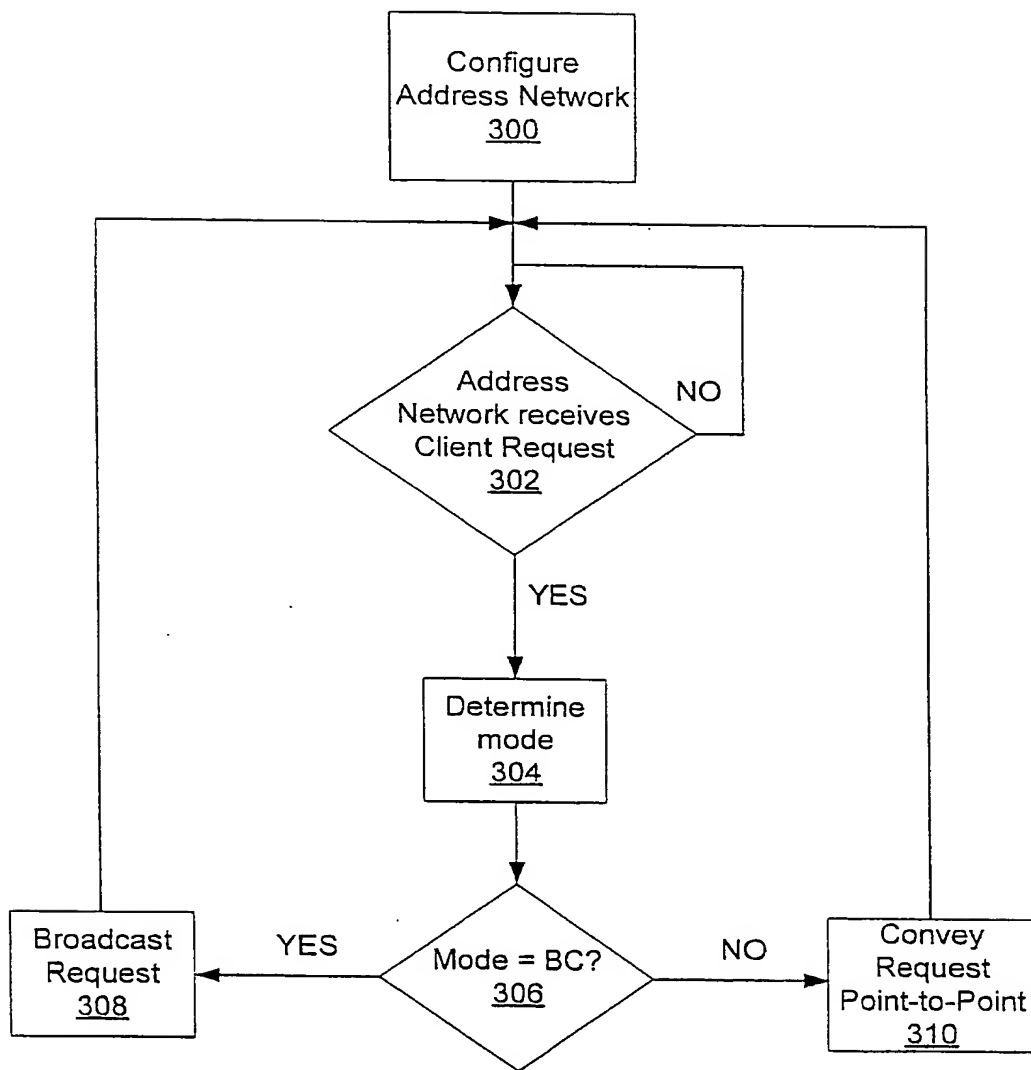 Configure
Address Network
300
Address
Network receives
Client Request
302
NO
YES
Determine
mode
304
Mode = BC?
306
YES
NO
Broadcast
Request
308
Convey
Request
Point-to-Point
310